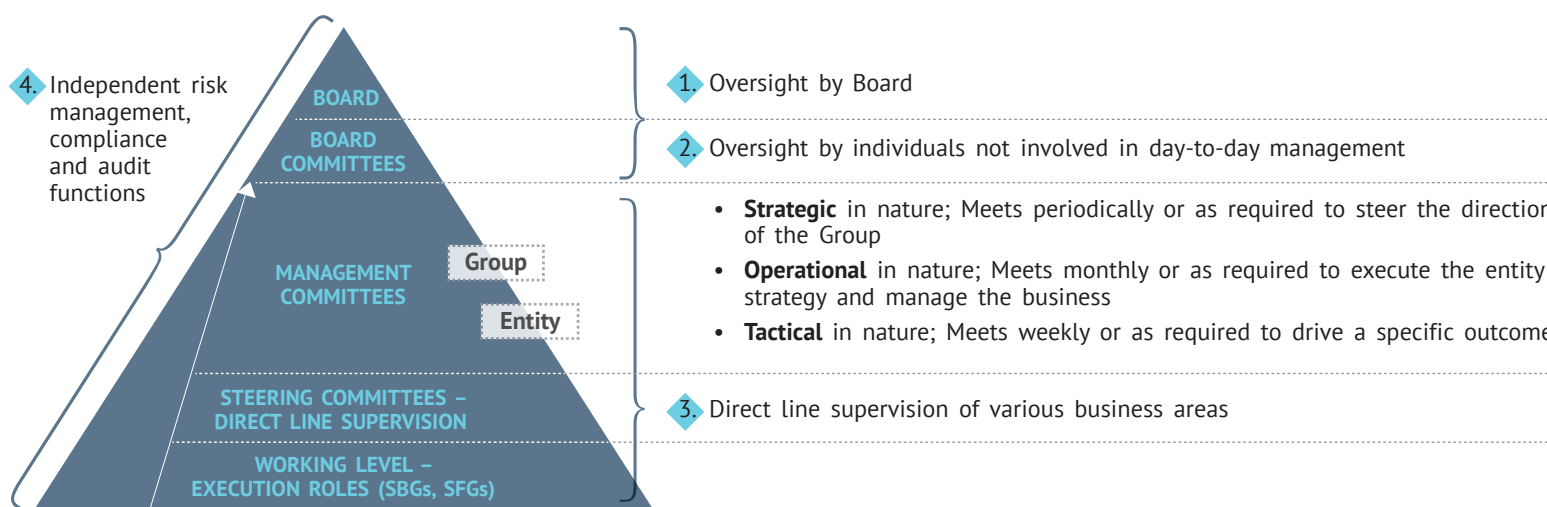 4. Independent risk
management,
compliance
and audit
functions
BOARD
BOARD
COMMITTEES
MANAGEMENT
COMMITTEES
Group
Entity
STEERING COMMITTEES –
DIRECT LINE SUPERVISION
WORKING LEVEL –
EXECUTION ROLES (SBGs, SFGs)
1. Oversight by Board
2. Oversight by individuals not involved in day-to-day management
• Strategic in nature; Meets periodically or as required to steer the direction
of the Group
• Operational in nature; Meets monthly or as required to execute the entity
strategy and manage the business
• Tactical in nature; Meets weekly or as required to drive a specific outcome
3. Direct line supervision of various business areas